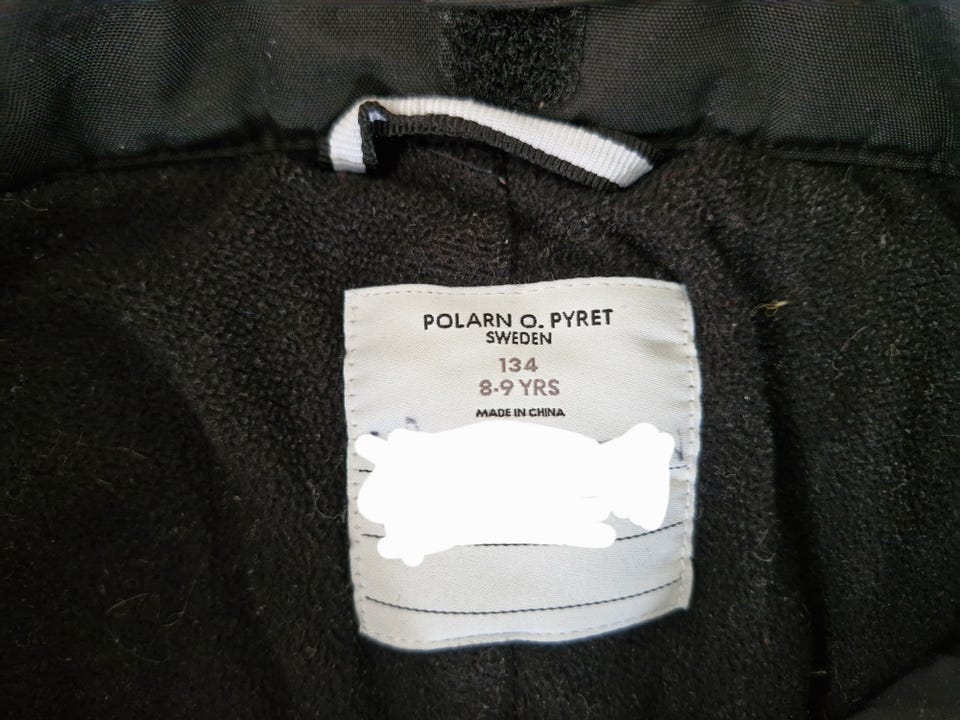 POLARN O. PYRET
SWEDEN
134
8-9 YRS
MADE IN CHINA